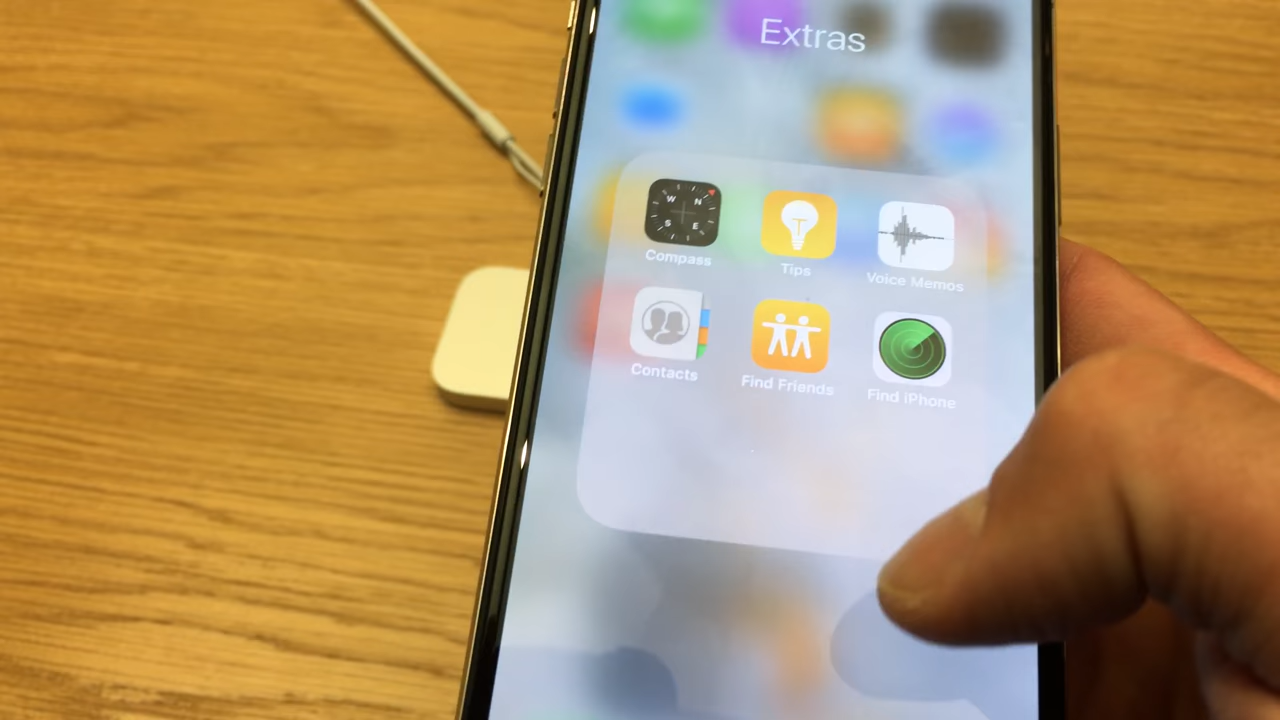 Extras
W N
S E
Compass
Tips
Voice Memos
Contacts
Find Friends
Find iPhone